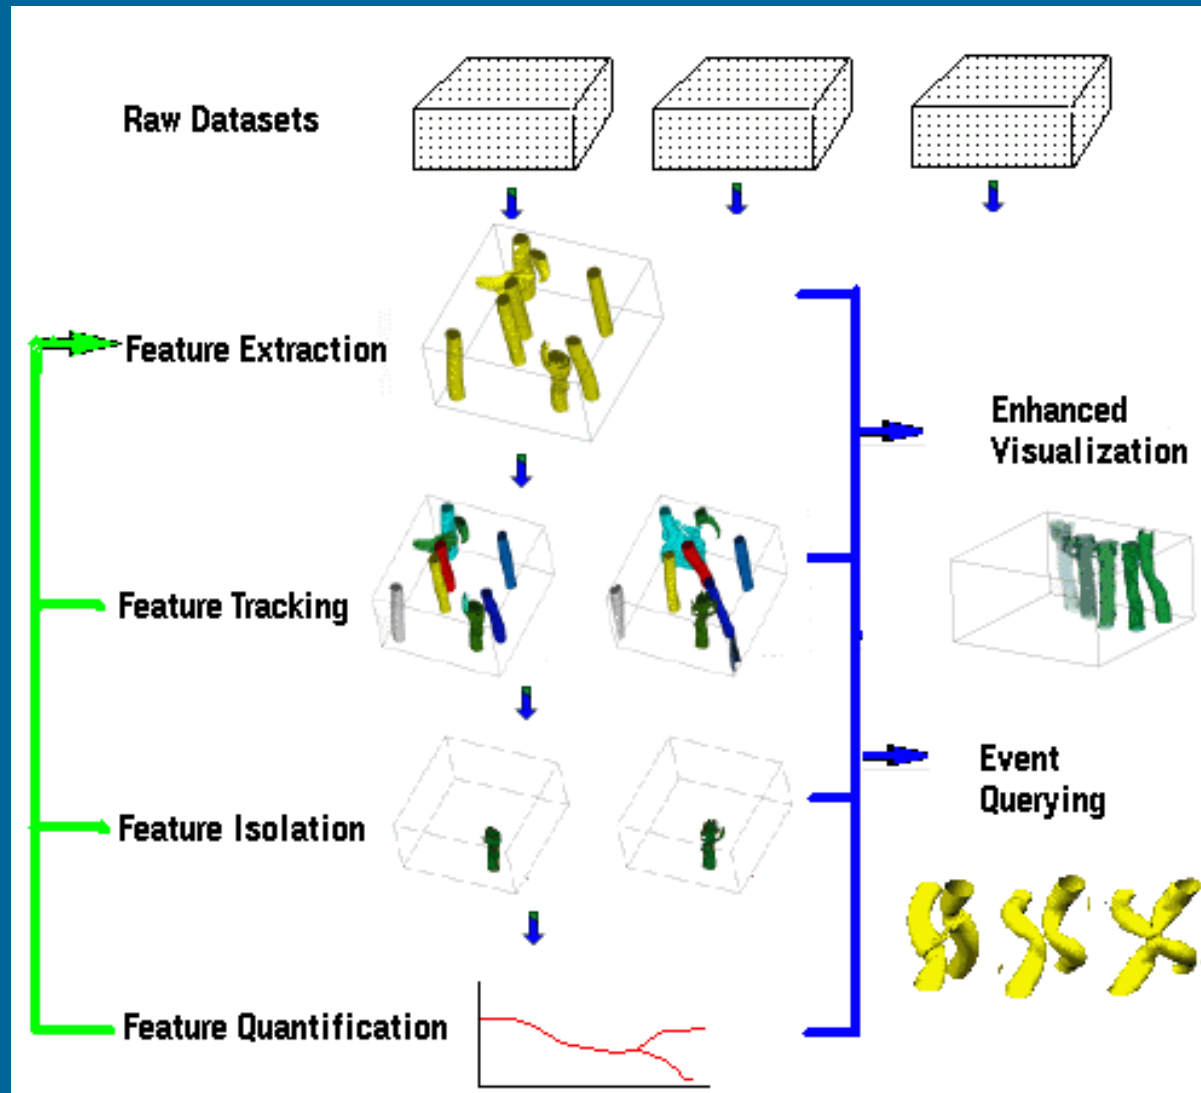 Raw Datasets
Feature Extraction
Enhanced
Visualization
Feature Tracking
Event
Querying
Feature Isolation
Feature Quantification